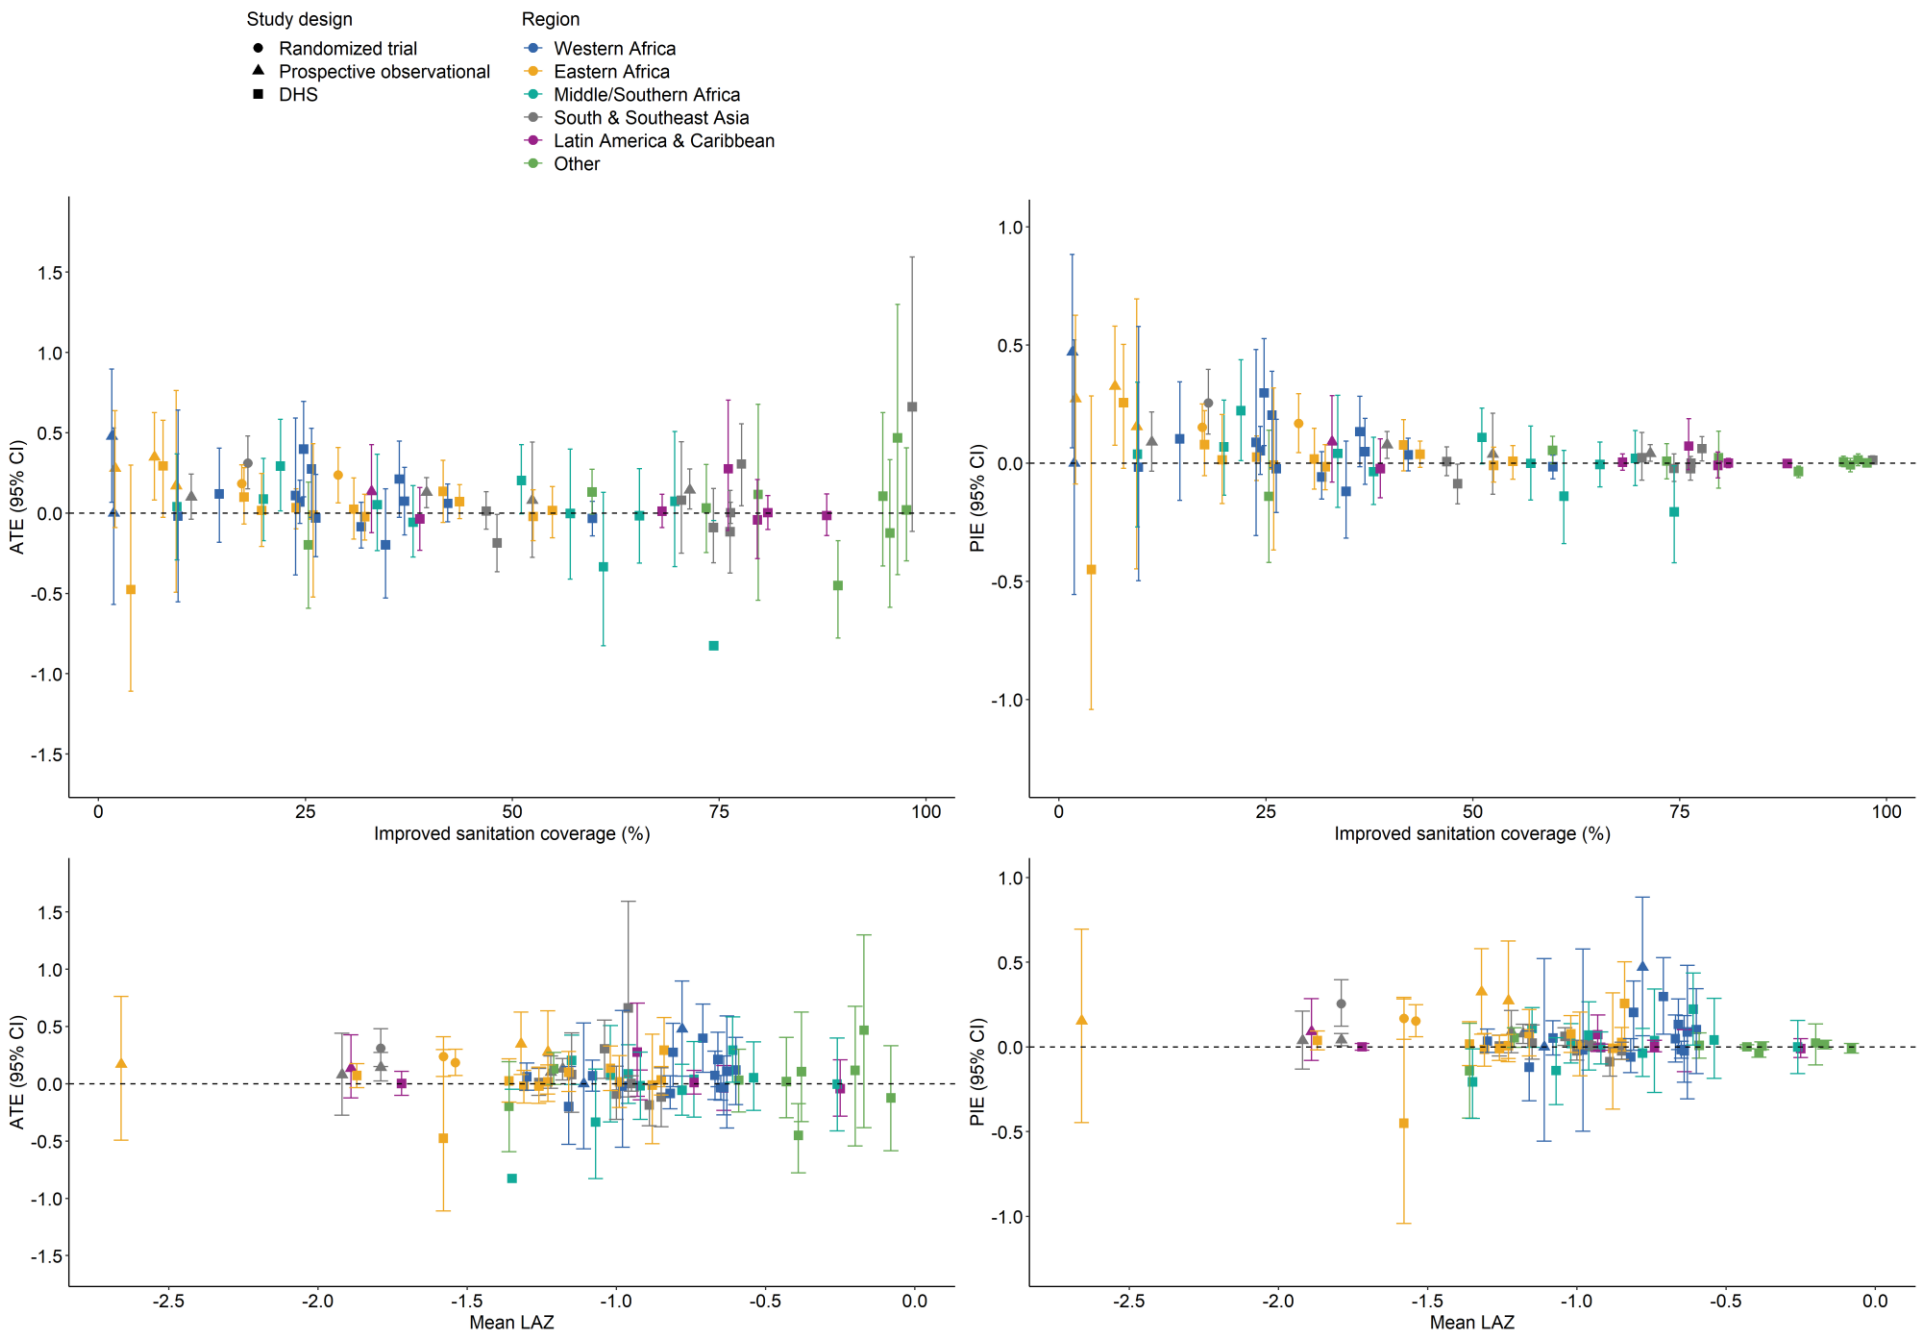 Study design
Randomized trial
Prospective observational
DHS
Region
Western Africa
Eastern Africa
Middle/Southern Africa
South & Southeast Asia
Latin America & Caribbean
Other
ATE (95% CI)
1.5
1.0
0.5
0.0
-0.5
-1.0
-1.5
0 25 50 75 100
Improved sanitation coverage (%)
PIE (95% CI)
1.0
0.5
0.0
-0.5
-1.0
0 25 50 75 100
Improved sanitation coverage (%)
ATE (95% CI)
1.5
1.0
0.5
0.0
-0.5
-1.0
-1.5
-2.5 -2.0 -1.5 -1.0 -0.5 0.0
Mean LAZ
PIE (95% CI)
1.0
0.5
0.0
-0.5
-1.0
-2.5 -2.0 -1.5 -1.0 -0.5 0.0
Mean LAZ